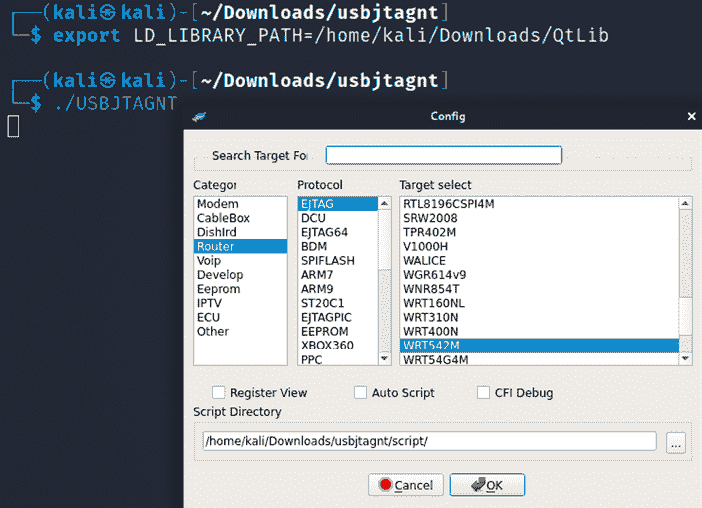 (kali㉿kali)-[~/Downloads/usbjtagnt]
$ export LD_LIBRARY_PATH=/home/kali/Downloads/QtLib
(kali㉿kali)-[~/Downloads/usbjtagnt]
$ ./USBJTAGNT
Config
Search Target Fo
Categor Protocol Target select
Modem EJTAG RTL8196CSPI4M
CableBox DCU SRW2008
DishIrd EJTAG64 TPR402M
Router BDM V1000H
Voip SPIFLASH WALICE
Develop ARM7 WGR614v9
Eeprom ARM9 WNR854T
IPTV ST20C1 WRT160NL
ECU EJTAGPIC WRT310N
Other EEPROM WRT400N
XBOX360 WRT542M
PPC WRT54G4M
Register View Auto Script CFI Debug
Script Directory
/home/kali/Downloads/usbjtagnt/script/ ...
Cancel OK